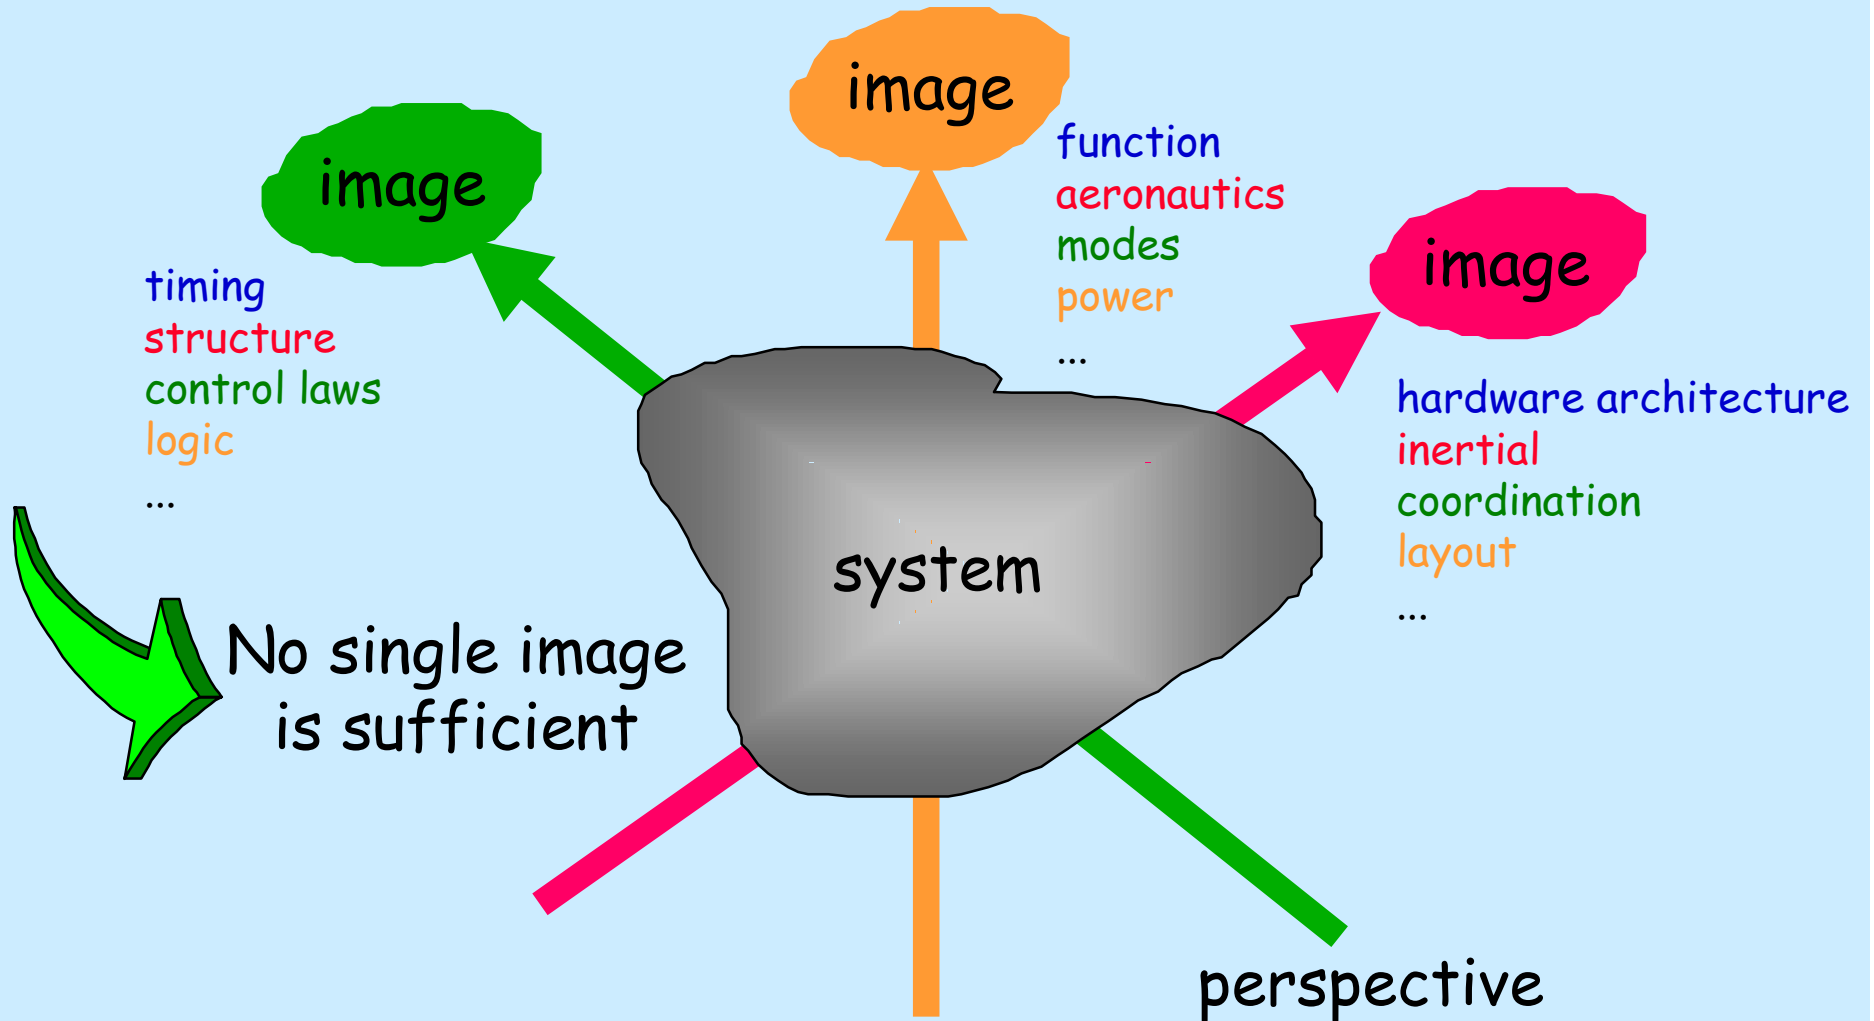 image
image
image
function
aeronautics
modes
power
...
timing
structure
control laws
logic
...
hardware architecture
inertial
coordination
layout
...
system
No single image
is sufficient
perspective